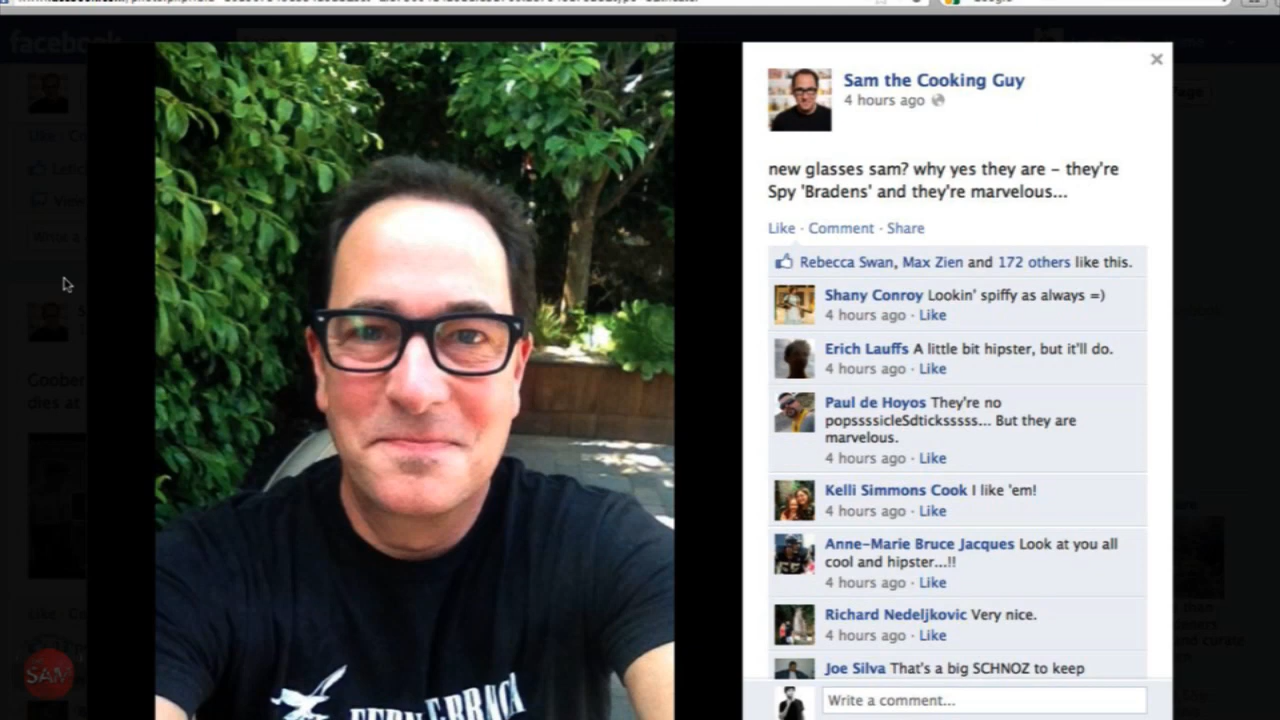 facebook
Sam the Cooking Guy
4 hours ago
new glasses sam? why yes they are - they're
Spy 'Bradens' and they're marvelous...
Like · Comment · Share
Rebecca Swan, Max Zien and 172 others like this.
Shany Conroy Lookin' spiffy as always =)
4 hours ago · Like
Erich Lauffs A little bit hipster, but it'll do.
4 hours ago · Like
Paul de Hoyos They're no
popssssicleSdticksssss... But they are
marvelous.
4 hours ago · Like
Kelli Simmons Cook I like 'em!
4 hours ago · Like
Anne-Marie Bruce Jacques Look at you all
cool and hipster...!!
4 hours ago · Like
Richard Nedeljkovic Very nice.
4 hours ago · Like
Joe Silva That's a big SCHNOZ to keep
Write a comment...
Goober
dies at
Like
Write a
SAM